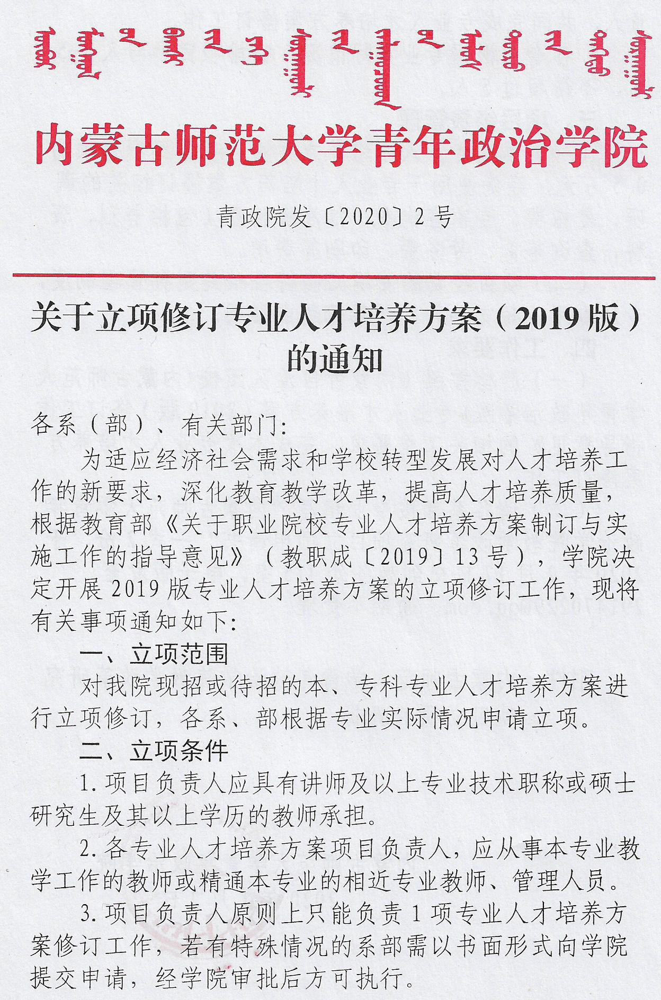 内蒙古师范大学青年政治学院
青政院发〔2020〕2号
关于立项修订专业人才培养方案（2019版）
的通知
各系（部）、有关部门：
为适应经济社会需求和学校转型发展对人才培养工
作的新要求，深化教育教学改革，提高人才培养质量，
根据教育部《关于职业院校专业人才培养方案制订与实
施工作的指导意见》（教职成〔2019〕13号），学院决
定开展2019版专业人才培养方案的立项修订工作，现将
有关事项通知如下：
一、立项范围
对我院现招或待招的本、专科专业人才培养方案进
行立项修订，各系、部根据专业实际情况申请立项。
二、立项条件
1.项目负责人应具有讲师及以上专业技术职称或硕士
研究生及其以上学历的教师承担。
2.各专业人才培养方案项目负责人，应从事本专业教
学工作的教师或精通本专业的相近专业教师、管理人员。
3.项目负责人原则上只能负责1项专业人才培养方
案修订工作，若有特殊情况的系部需以书面形式向学院
提交申请，经学院审批后方可执行。